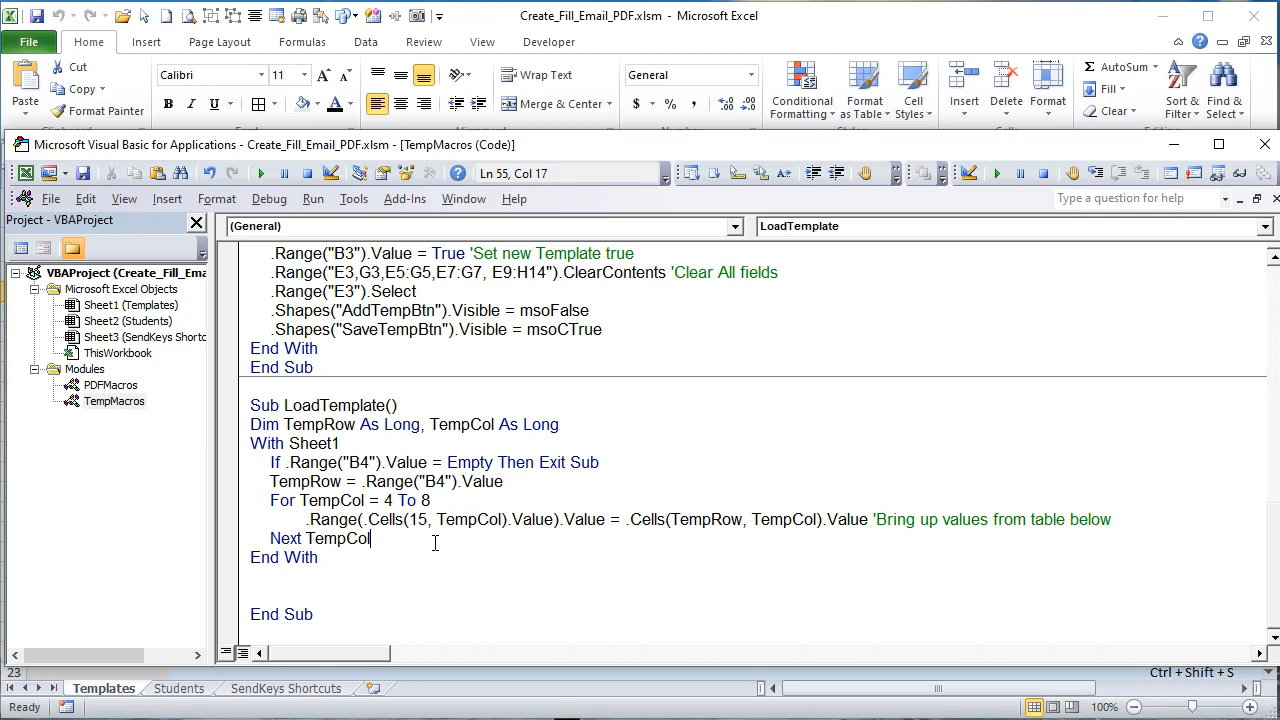 Create_Fill_Email_PDF.xlsm - Microsoft Excel
File Home Insert Page Layout Formulas Data Review View Developer
Cut
Copy
Format Painter
Paste
Calibri 11
B I U
Wrap Text
Merge & Center
General
$ % ,
Conditional Formatting
Format as Table
Cell Styles
Insert
Delete
Format
AutoSum
Fill
Clear
Sort & Filter
Find & Select
Microsoft Visual Basic for Applications - Create_Fill_Email_PDF.xlsm - [TempMacros (Code)]
Ln 55, Col 17
File Edit View Insert Format Debug Run Tools Add-Ins Window Help
Type a question for help
Project - VBAProject
VBAProject (Create_Fill_Ema
Microsoft Excel Objects
Sheet1 (Templates)
Sheet2 (Students)
Sheet3 (SendKeys Shortc
ThisWorkbook
Modules
PDFMacros
TempMacros
(General)
LoadTemplate
.Range("B3").Value = True 'Set new Template true
.Range("E3,G3,E5:G5,E7:G7, E9:H14").ClearContents 'Clear All fields
.Range("E3").Select
.Shapes("AddTempBtn").Visible = msoFalse
.Shapes("SaveTempBtn").Visible = msoCTrue
End With
End Sub
Sub LoadTemplate()
Dim TempRow As Long, TempCol As Long
With Sheet1
If .Range("B4").Value = Empty Then Exit Sub
TempRow = .Range("B4").Value
For TempCol = 4 To 8
.Range(.Cells(15, TempCol).Value).Value = .Cells(TempRow, TempCol).Value 'Bring up values from table below
Next TempCol
End With
End Sub
23
Ctrl + Shift + S
Templates Students SendKeys Shortcuts
Ready
100%